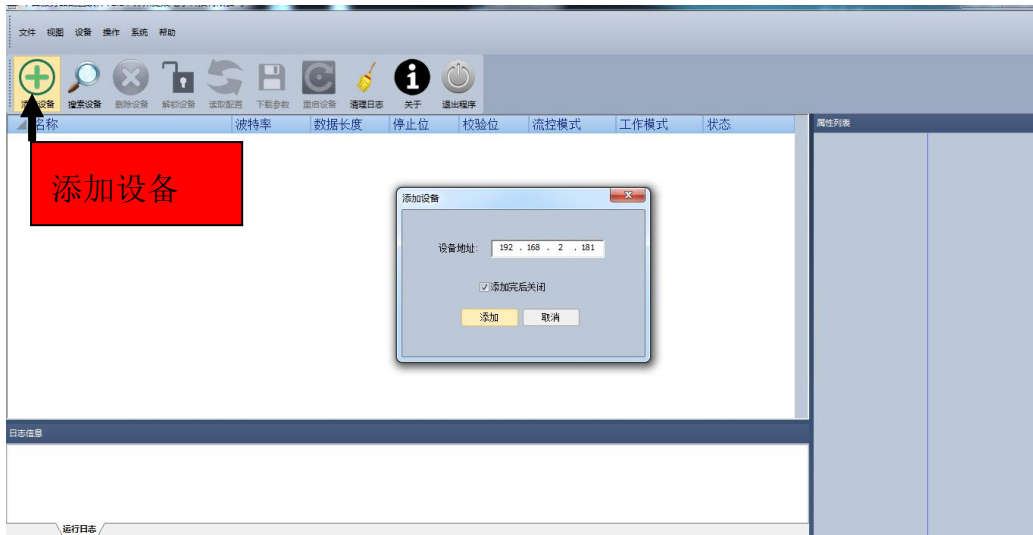 文件 视图 设备 操作 系统 帮助
搜索设备 删除设备 解锁设备 读取配置 下载参数 重启设备 清理日志 关于 退出程序
名称 波特率 数据长度 停止位 校验位 流控模式 工作模式 状态
属性列表
添加设备
添加设备
设备地址: 192 . 168 . 2 . 181
添加完后关闭
添加 取消
日志信息
运行日志